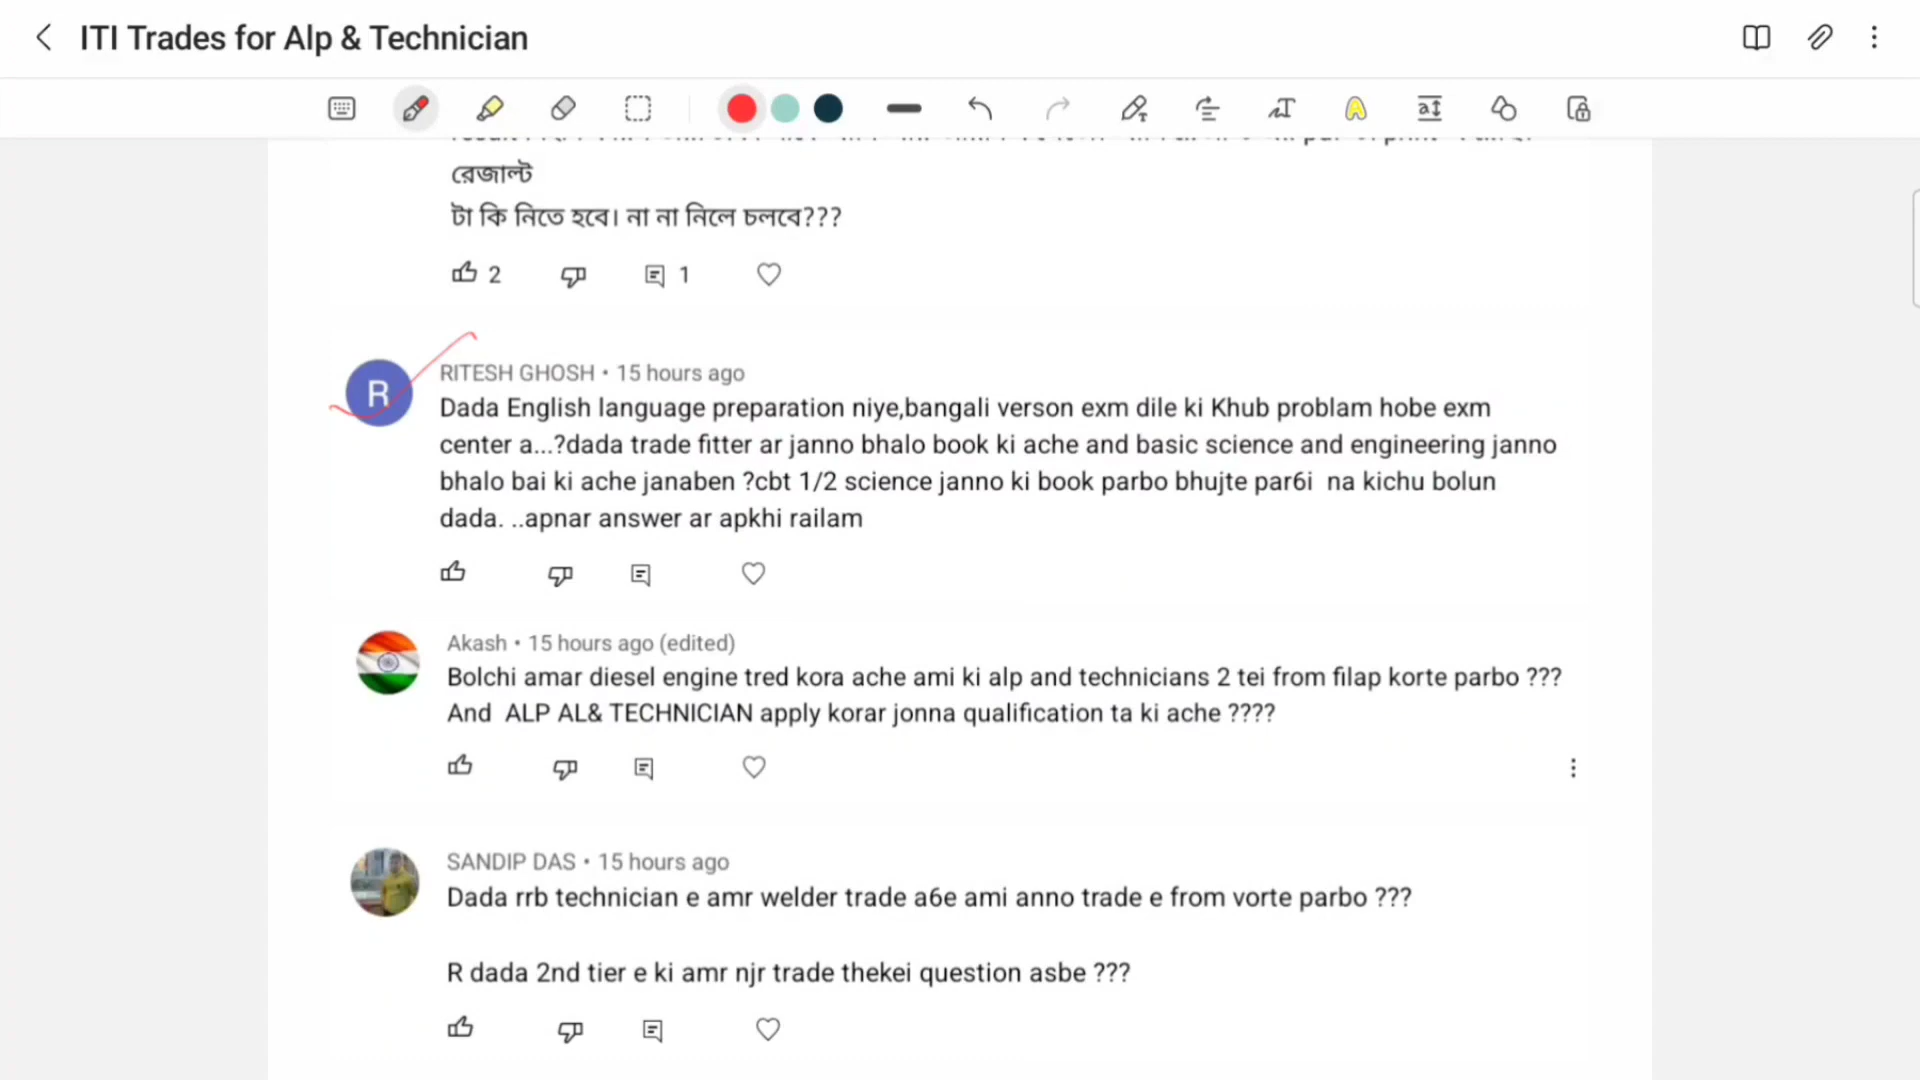 ITI Trades for Alp & Technician
রেজাল্ট
টা কি নিতে হবে। না না নিলে চলবে???
2 1
R
RITESH GHOSH • 15 hours ago
Dada English language preparation niye,bangali verson exm dile ki Khub problam hobe exm
center a...?dada trade fitter ar janno bhalo book ki ache and basic science and engineering janno
bhalo bai ki ache janaben ?cbt 1/2 science janno ki book parbo bhujte par6i na kichu bolun
dada. ..apnar answer ar apkhi railam
Akash • 15 hours ago (edited)
Bolchi amar diesel engine tred kora ache ami ki alp and technicians 2 tei from filap korte parbo ???
And ALP AL& TECHNICIAN apply korar jonna qualification ta ki ache ????
SANDIP DAS • 15 hours ago
Dada rrb technician e amr welder trade a6e ami anno trade e from vorte parbo ???
R dada 2nd tier e ki amr njr trade thekei question asbe ???